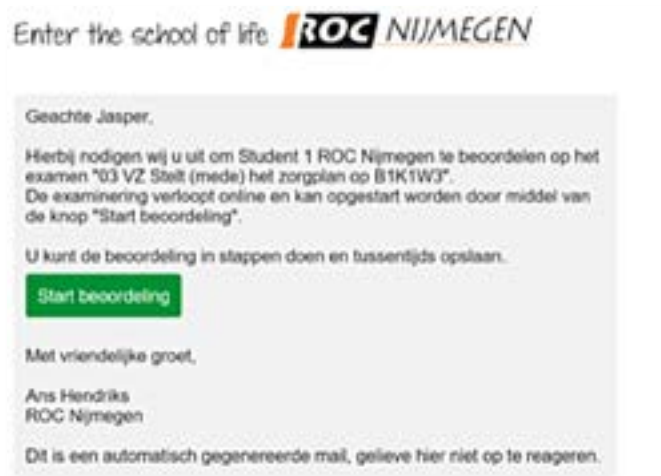 Enter the school of life ROC NIJMEGEN
Geachte Jasper,
Hierbij nodigen wij u uit om Student 1 ROC Nijmegen te beoordelen op het
examen "03 VZ Stelt (mede) het zorgplan op B1K1W3".
De examinering verloopt online en kan opgestart worden door middel van
de knop "Start beoordeling".
U kunt de beoordeling in stappen doen en tussentijds opslaan.
Start beoordeling
Met vriendelijke groet,
Ans Hendriks
ROC Nijmegen
Dit is een automatisch gegenereerde mail, gelieve hier niet op te reageren.